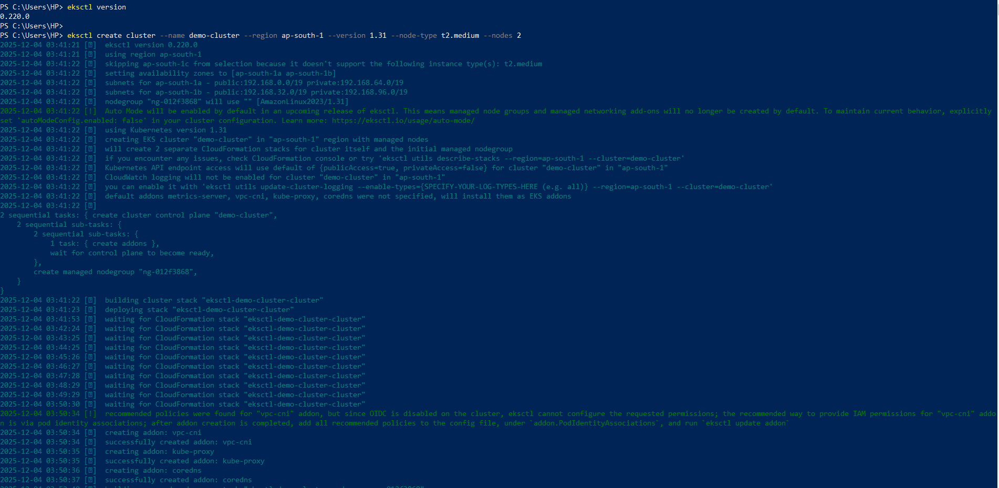 PS C:\Users\HP> eksctl version
0.220.0
PS C:\Users\HP>
PS C:\Users\HP> eksctl create cluster --name demo-cluster --region ap-south-1 --version 1.31 --node-type t2.medium --nodes 2
2025-12-04 03:41:21 [⍰]  eksctl version 0.220.0
2025-12-04 03:41:21 [⍰]  using region ap-south-1
2025-12-04 03:41:22 [⍰]  skipping ap-south-1c from selection because it doesn't support the following instance type(s): t2.medium
2025-12-04 03:41:22 [⍰]  setting availability zones to [ap-south-1a ap-south-1b]
2025-12-04 03:41:22 [⍰]  subnets for ap-south-1a - public:192.168.0.0/19 private:192.168.64.0/19
2025-12-04 03:41:22 [⍰]  subnets for ap-south-1b - public:192.168.32.0/19 private:192.168.96.0/19
2025-12-04 03:41:22 [⍰]  nodegroup "ng-012f3868" will use "" [AmazonLinux2023/1.31]
2025-12-04 03:41:22 [!]  Auto Mode will be enabled by default in an upcoming release of eksctl. This means managed node groups and managed networking add-ons will no longer be created by default. To maintain current behavior, explicitly
set 'autoModeConfig.enabled: false' in your cluster configuration. Learn more: https://eksctl.io/usage/auto-mode/
2025-12-04 03:41:22 [⍰]  using Kubernetes version 1.31
2025-12-04 03:41:22 [⍰]  creating EKS cluster "demo-cluster" in "ap-south-1" region with managed nodes
2025-12-04 03:41:22 [⍰]  will create 2 separate CloudFormation stacks for cluster itself and the initial managed nodegroup
2025-12-04 03:41:22 [⍰]  if you encounter any issues, check CloudFormation console or try 'eksctl utils describe-stacks --region=ap-south-1 --cluster=demo-cluster'
2025-12-04 03:41:22 [⍰]  Kubernetes API endpoint access will use default of {publicAccess=true, privateAccess=false} for cluster "demo-cluster" in "ap-south-1"
2025-12-04 03:41:22 [⍰]  CloudWatch logging will not be enabled for cluster "demo-cluster" in "ap-south-1"
2025-12-04 03:41:22 [⍰]  you can enable it with 'eksctl utils update-cluster-logging --enable-types={SPECIFY-YOUR-LOG-TYPES-HERE (e.g. all)} --region=ap-south-1 --cluster=demo-cluster'
2025-12-04 03:41:22 [⍰]  default addons metrics-server, vpc-cni, kube-proxy, coredns were not specified, will install them as EKS addons
2025-12-04 03:41:22 [⍰]
2 sequential tasks: { create cluster control plane "demo-cluster",
    2 sequential sub-tasks: {
        2 sequential sub-tasks: {
            1 task: { create addons },
            wait for control plane to become ready,
        },
        create managed nodegroup "ng-012f3868",
    }
}
2025-12-04 03:41:22 [⍰]  building cluster stack "eksctl-demo-cluster-cluster"
2025-12-04 03:41:23 [⍰]  deploying stack "eksctl-demo-cluster-cluster"
2025-12-04 03:41:53 [⍰]  waiting for CloudFormation stack "eksctl-demo-cluster-cluster"
2025-12-04 03:42:24 [⍰]  waiting for CloudFormation stack "eksctl-demo-cluster-cluster"
2025-12-04 03:43:25 [⍰]  waiting for CloudFormation stack "eksctl-demo-cluster-cluster"
2025-12-04 03:44:25 [⍰]  waiting for CloudFormation stack "eksctl-demo-cluster-cluster"
2025-12-04 03:45:26 [⍰]  waiting for CloudFormation stack "eksctl-demo-cluster-cluster"
2025-12-04 03:46:27 [⍰]  waiting for CloudFormation stack "eksctl-demo-cluster-cluster"
2025-12-04 03:47:28 [⍰]  waiting for CloudFormation stack "eksctl-demo-cluster-cluster"
2025-12-04 03:48:29 [⍰]  waiting for CloudFormation stack "eksctl-demo-cluster-cluster"
2025-12-04 03:49:29 [⍰]  waiting for CloudFormation stack "eksctl-demo-cluster-cluster"
2025-12-04 03:50:30 [⍰]  waiting for CloudFormation stack "eksctl-demo-cluster-cluster"
2025-12-04 03:50:34 [!]  recommended policies were found for "vpc-cni" addon, but since OIDC is disabled on the cluster, eksctl cannot configure the requested permissions; the recommended way to provide IAM permissions for "vpc-cni" addo
n is via pod identity associations; after addon creation is completed, add all recommended policies to the config file, under `addon.PodIdentityAssociations`, and run `eksctl update addon`
2025-12-04 03:50:34 [⍰]  creating addon: vpc-cni
2025-12-04 03:50:34 [⍰]  successfully created addon: vpc-cni
2025-12-04 03:50:35 [⍰]  creating addon: kube-proxy
2025-12-04 03:50:35 [⍰]  successfully created addon: kube-proxy
2025-12-04 03:50:36 [⍰]  creating addon: coredns
2025-12-04 03:50:37 [⍰]  successfully created addon: coredns